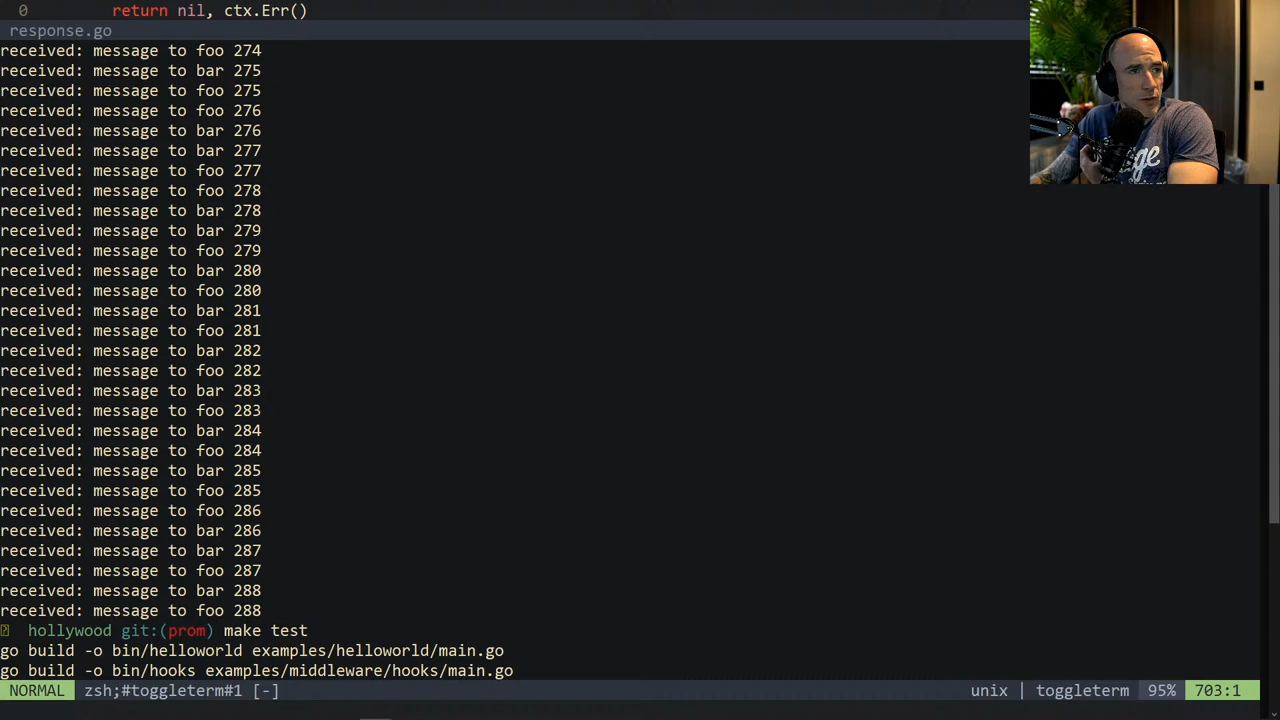 0 return nil, ctx.Err()
response.go
received: message to foo 274
received: message to bar 275
received: message to foo 275
received: message to foo 276
received: message to bar 276
received: message to bar 277
received: message to foo 277
received: message to foo 278
received: message to bar 278
received: message to bar 279
received: message to foo 279
received: message to bar 280
received: message to foo 280
received: message to bar 281
received: message to foo 281
received: message to bar 282
received: message to foo 282
received: message to bar 283
received: message to foo 283
received: message to bar 284
received: message to foo 284
received: message to bar 285
received: message to foo 285
received: message to foo 286
received: message to bar 286
received: message to bar 287
received: message to foo 287
received: message to bar 288
received: message to foo 288
hollywood git:(prom) make test
go build -o bin/helloworld examples/helloworld/main.go
go build -o bin/hooks examples/middleware/hooks/main.go
NORMAL zsh;#toggleterm#1 [-] unix | toggleterm 95% 703:1